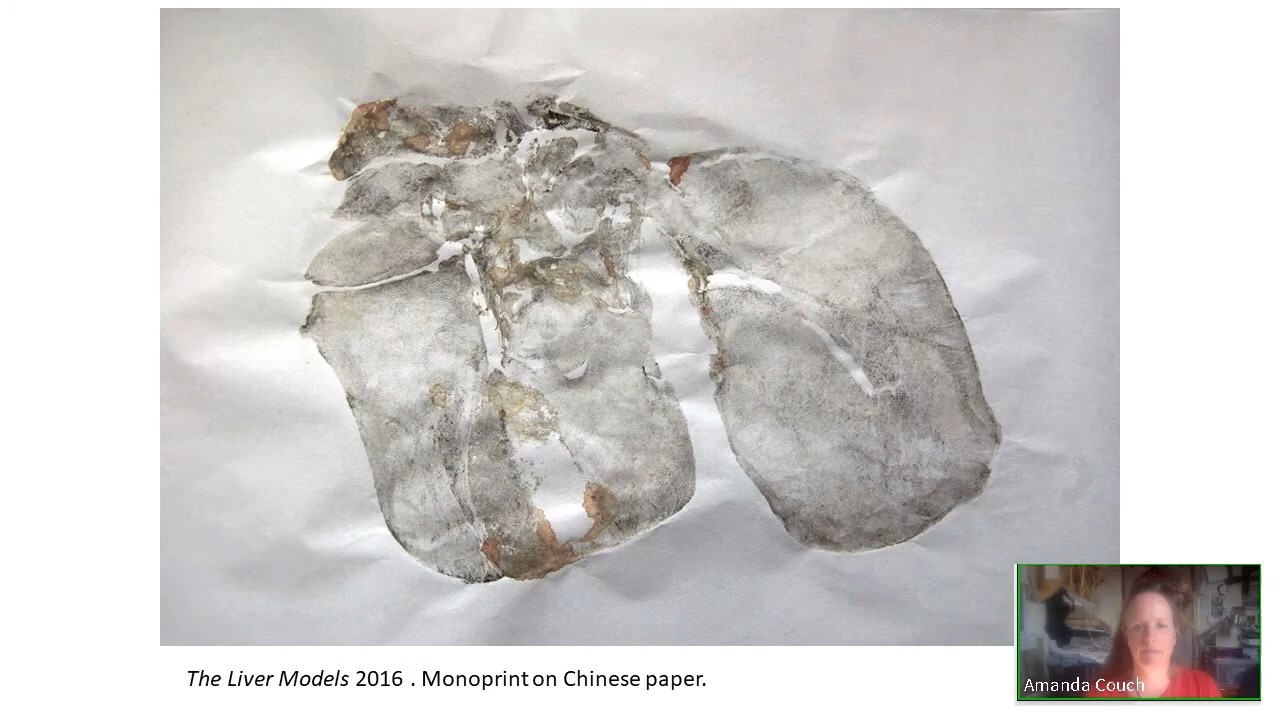 The Liver Models 2016 . Monoprint on Chinese paper.
Amanda Couch